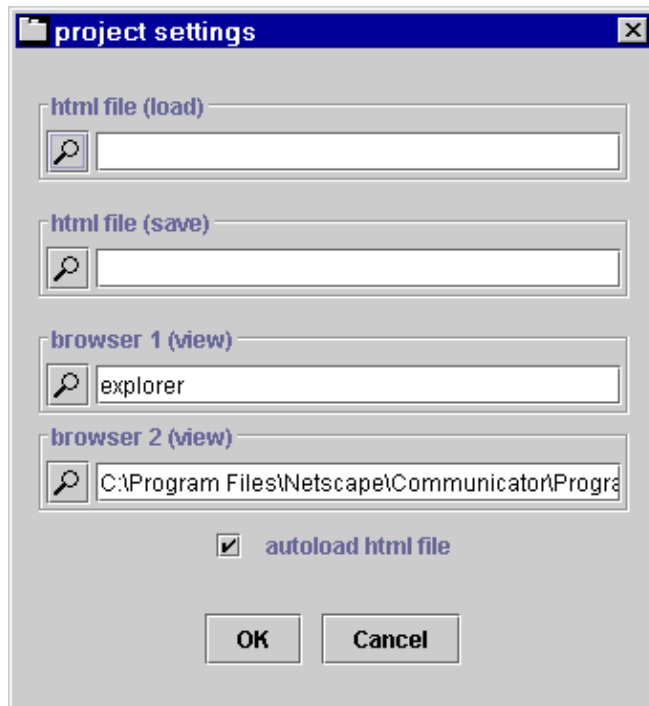 project settings
html file (load)
html file (save)
browser 1 (view)
explorer
browser 2 (view)
C:\Program Files\Netscape\Communicator\Progra
autoload html file
OK
Cancel